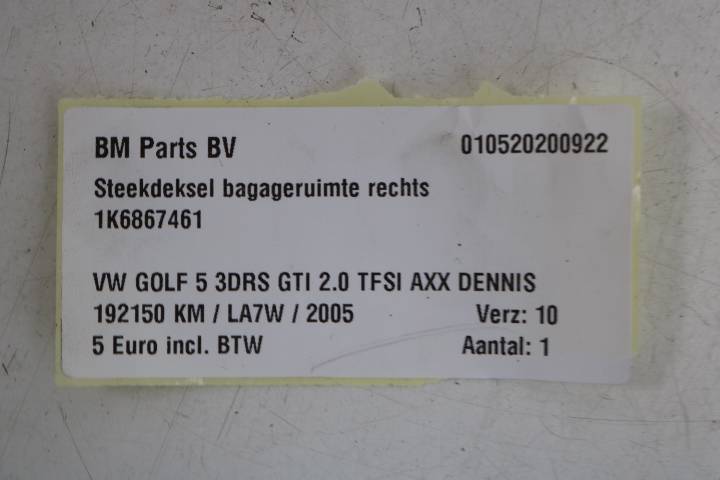 BM Parts BV 010520200922
Steekdeksel bagageruimte rechts
1K6867461
VW GOLF 5 3DRS GTI 2.0 TFSI AXX DENNIS
192150 KM / LA7W / 2005 Verz: 10
5 Euro incl. BTW Aantal: 1